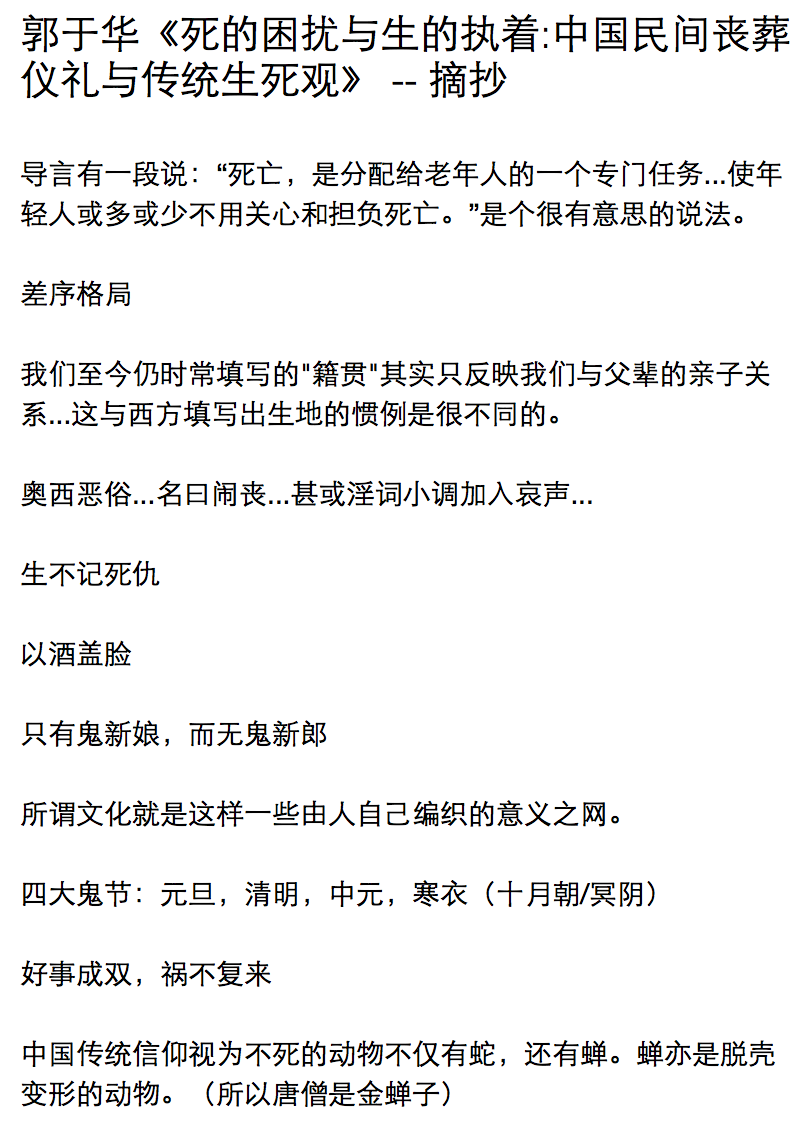 郭于华《死的困扰与生的执着:中国民间丧葬
仪礼与传统生死观》 -- 摘抄
导言有一段说：“死亡，是分配给老年人的一个专门任务...使年
轻人或多或少不用关心和担负死亡。”是个很有意思的说法。
差序格局
我们至今仍时常填写的"籍贯"其实只反映我们与父辈的亲子关
系...这与西方填写出生地的惯例是很不同的。
奥西恶俗...名曰闹丧...甚或淫词小调加入哀声...
生不记死仇
以酒盖脸
只有鬼新娘，而无鬼新郎
所谓文化就是这样一些由人自己编织的意义之网。
四大鬼节：元旦，清明，中元，寒衣（十月朝/冥阴）
好事成双，祸不复来
中国传统信仰视为不死的动物不仅有蛇，还有蝉。蝉亦是脱壳
变形的动物。（所以唐僧是金蝉子）